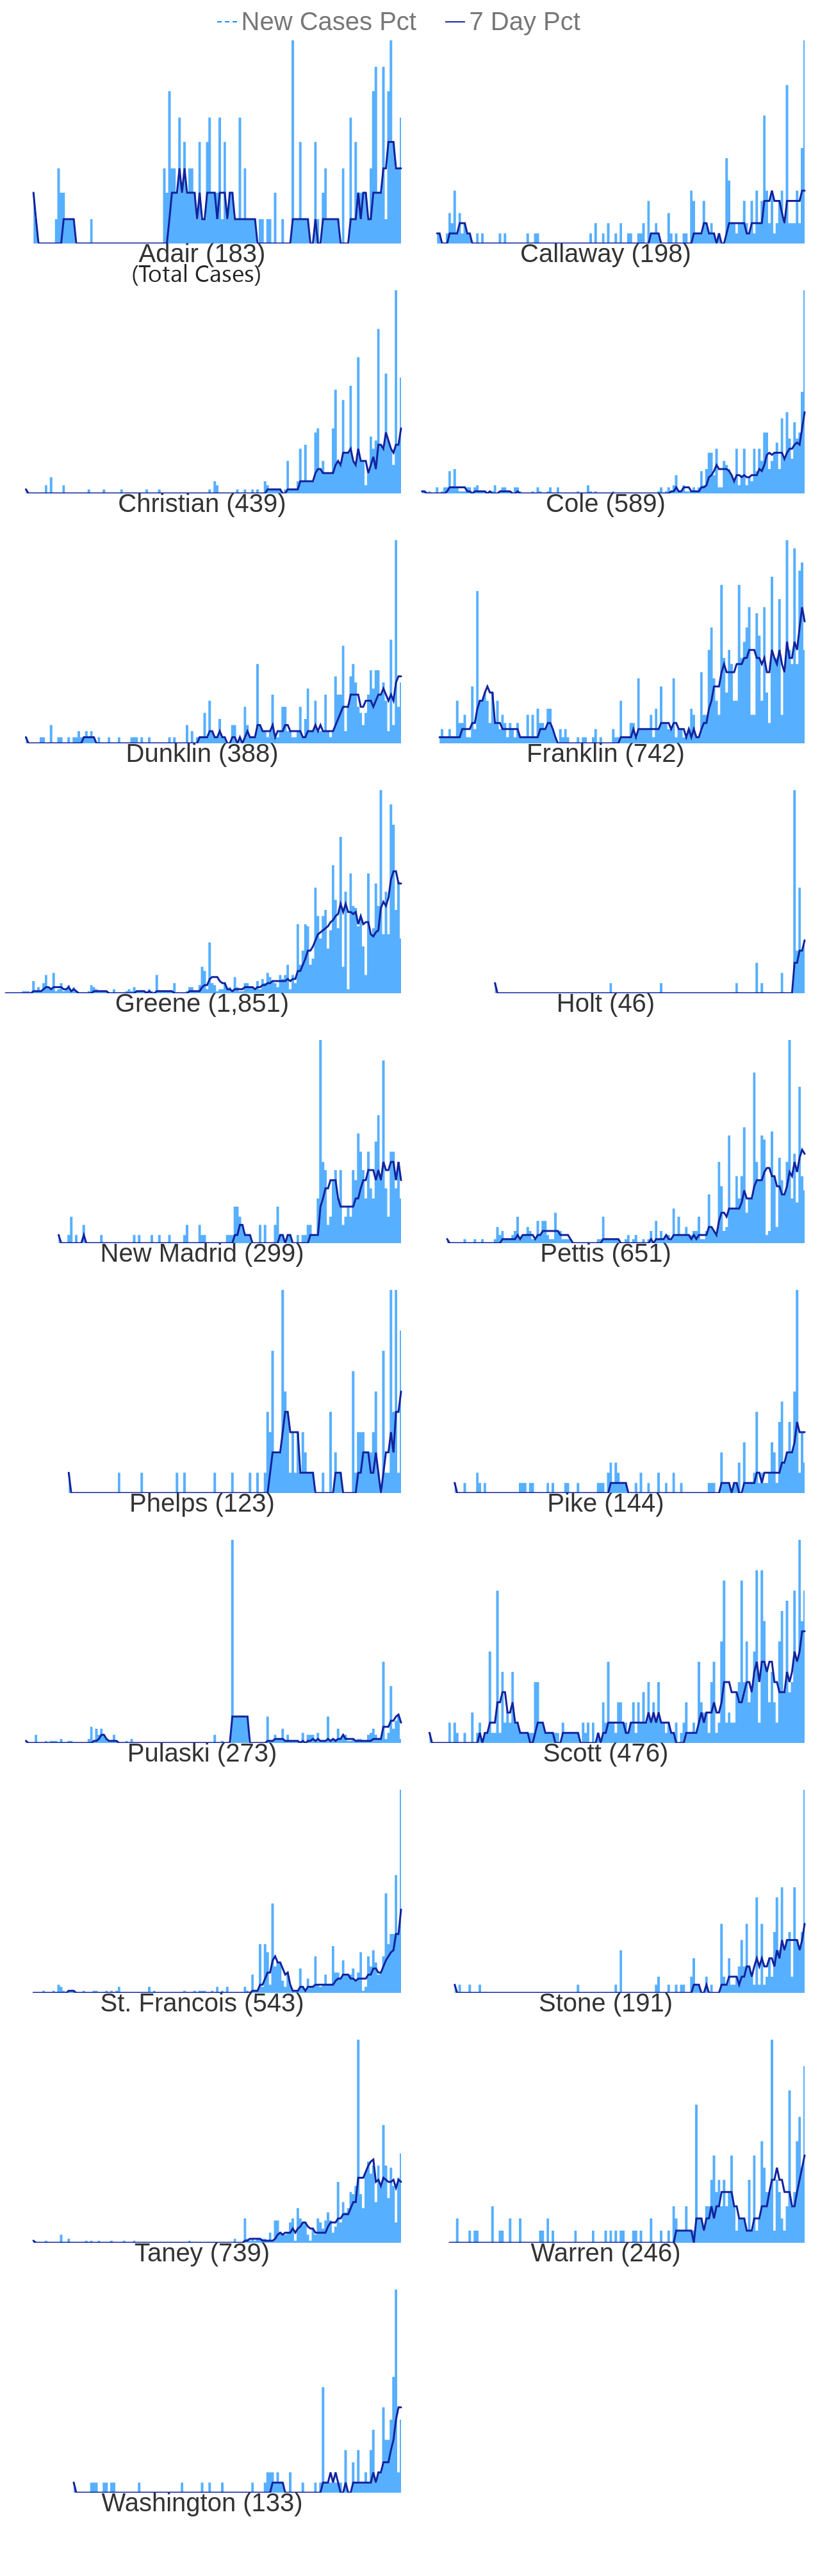 New Cases Pct 7 Day Pct
Adair (183) Callaway (198)
(Total Cases)
Christian (439) Cole (589)
Dunklin (388) Franklin (742)
Greene (1,851) Holt (46)
New Madrid (299) Pettis (651)
Phelps (123) Pike (144)
Pulaski (273) Scott (476)
St. Francois (543) Stone (191)
Taney (739) Warren (246)
Washington (133)